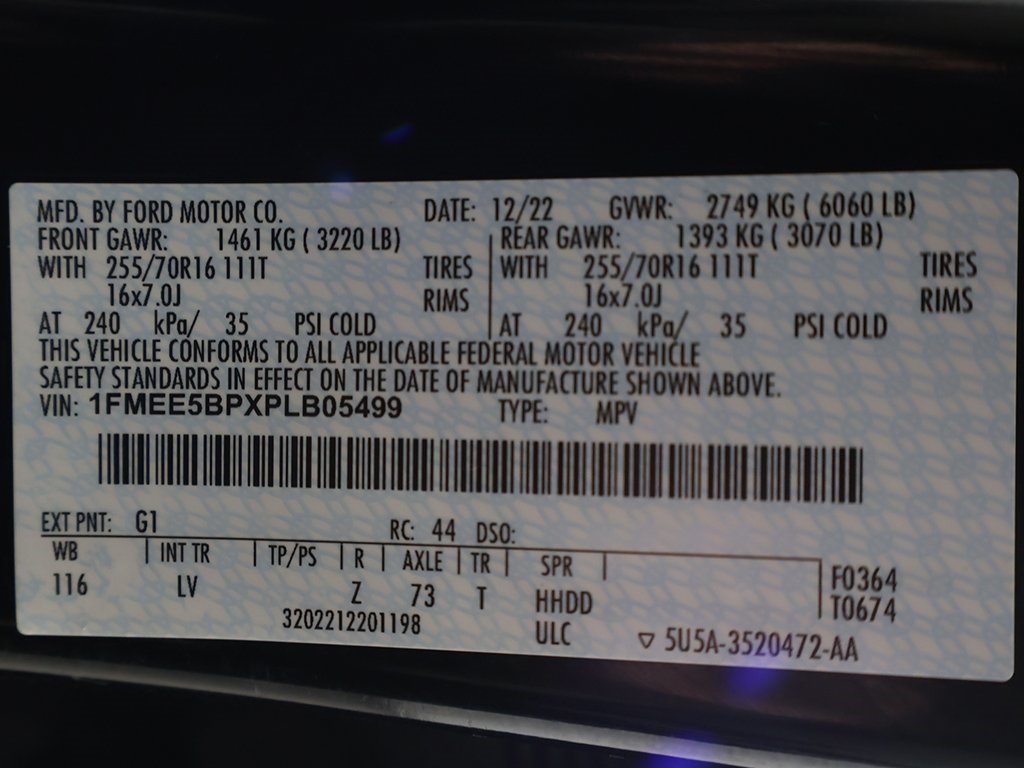 MFD. BY FORD MOTOR CO. DATE: 12/22 GVWR: 2749 KG ( 6060 LB)
FRONT GAWR: 1461 KG ( 3220 LB) REAR GAWR: 1393 KG ( 3070 LB)
WITH 255/70R16 111T TIRES WITH 255/70R16 111T TIRES
16x7.0J RIMS 16x7.0J RIMS
AT 240 kPa/ 35 PSI COLD AT 240 kPa/ 35 PSI COLD
THIS VEHICLE CONFORMS TO ALL APPLICABLE FEDERAL MOTOR VEHICLE
SAFETY STANDARDS IN EFFECT ON THE DATE OF MANUFACTURE SHOWN ABOVE.
VIN: 1FMEE5BPXPLB05499 TYPE: MPV
EXT PNT: G1 RC: 44 DSO:
WB INT TR TP/PS R AXLE TR SPR
116 LV Z 73 T HHDD F0364
ULC T0674
3202212201198 ▽ 5U5A-3520472-AA